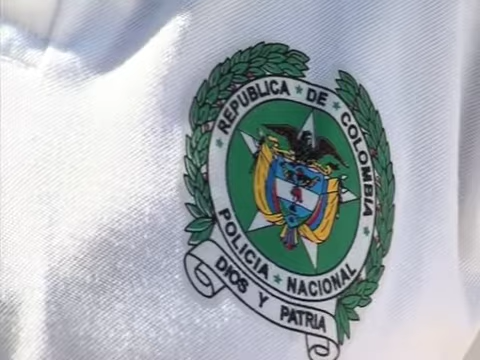 REPUBLICA ★ DE ★ COLOMBIA
POLICIA ★ NACIONAL
DIOS Y PATRIA